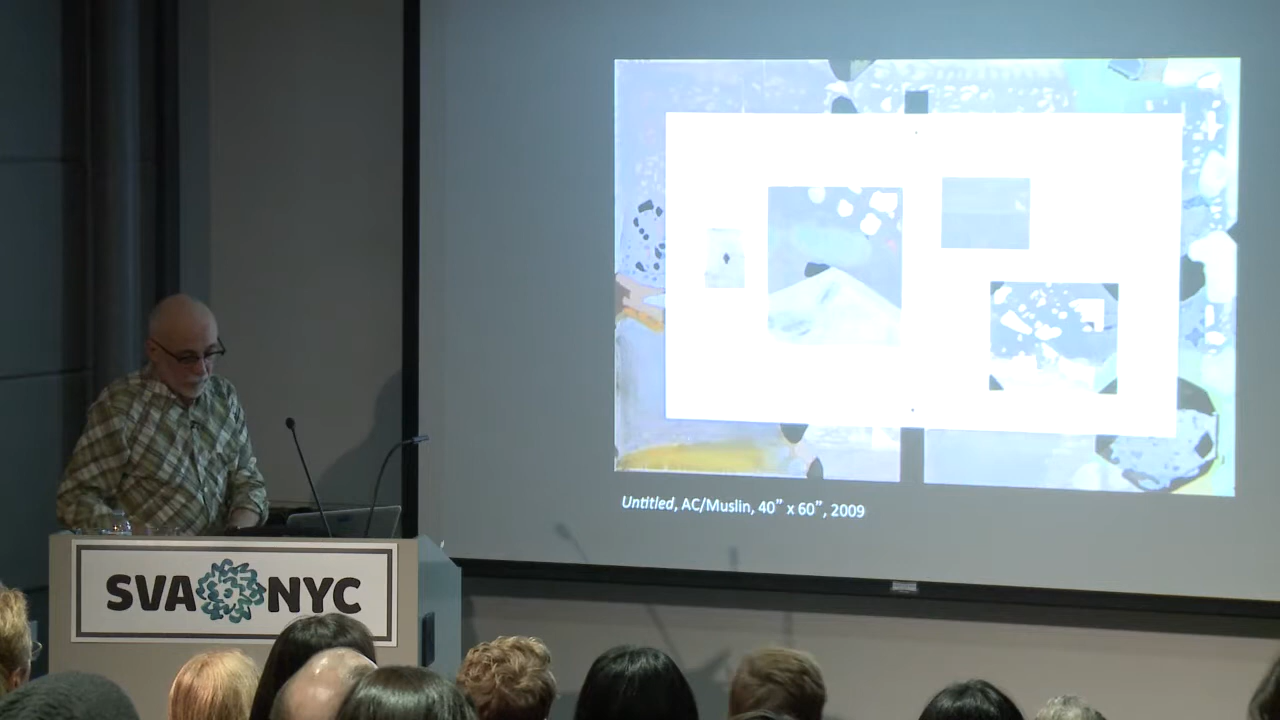 Untitled, AC/Muslin, 40” x 60”, 2009
SVA NYC